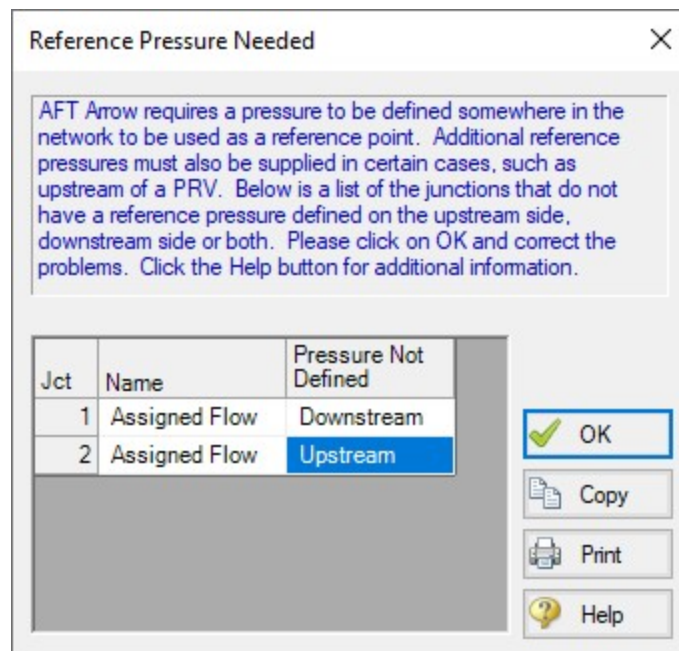 Reference Pressure Needed
AFT Arrow requires a pressure to be defined somewhere in the
network to be used as a reference point. Additional reference
pressures must also be supplied in certain cases, such as
upstream of a PRV. Below is a list of the junctions that do not
have a reference pressure defined on the upstream side,
downstream side or both. Please click on OK and correct the
problems. Click the Help button for additional information.
Jct Name Pressure Not
Defined
1 Assigned Flow Downstream
2 Assigned Flow Upstream
OK
Copy
Print
Help